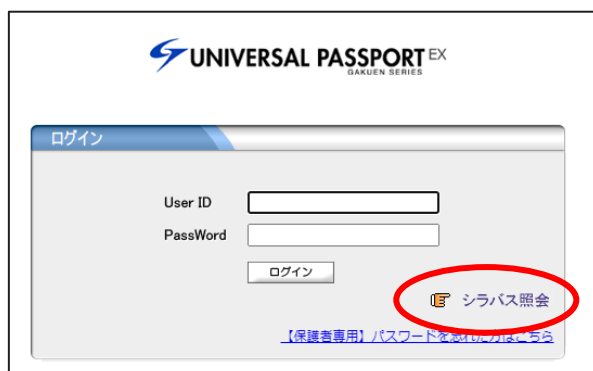 UNIVERSAL PASSPORT EX
GAKUEN SERIES
ログイン
User ID
PassWord
ログイン
シラバス照会
【保護者専用】パスワードを忘れた方はこちら